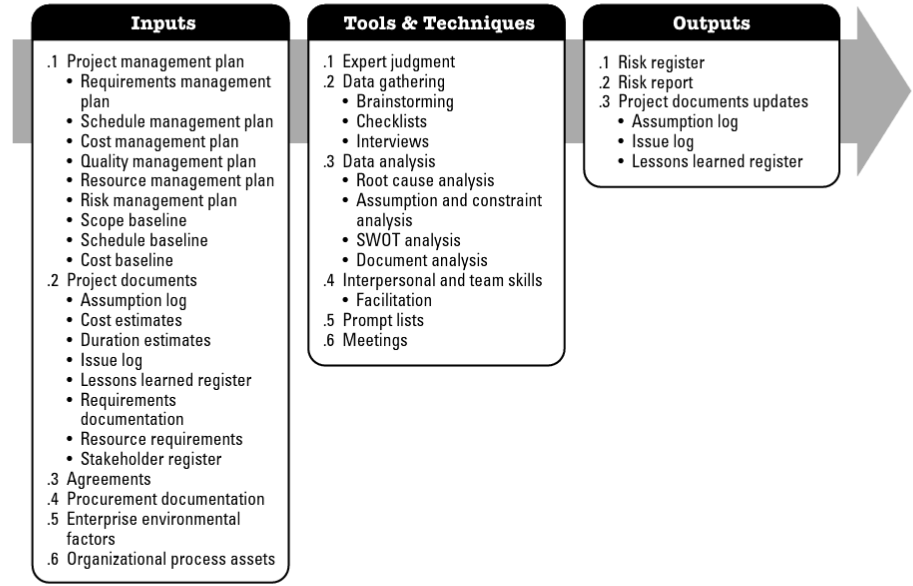 Inputs
.1 Project management plan
• Requirements management
plan
• Schedule management plan
• Cost management plan
• Quality management plan
• Resource management plan
• Risk management plan
• Scope baseline
• Schedule baseline
• Cost baseline
.2 Project documents
• Assumption log
• Cost estimates
• Duration estimates
• Issue log
• Lessons learned register
• Requirements
documentation
• Resource requirements
• Stakeholder register
.3 Agreements
.4 Procurement documentation
.5 Enterprise environmental
factors
.6 Organizational process assets
Tools & Techniques
.1 Expert judgment
.2 Data gathering
• Brainstorming
• Checklists
• Interviews
.3 Data analysis
• Root cause analysis
• Assumption and constraint
analysis
• SWOT analysis
• Document analysis
.4 Interpersonal and team skills
• Facilitation
.5 Prompt lists
.6 Meetings
Outputs
.1 Risk register
.2 Risk report
.3 Project documents updates
• Assumption log
• Issue log
• Lessons learned register